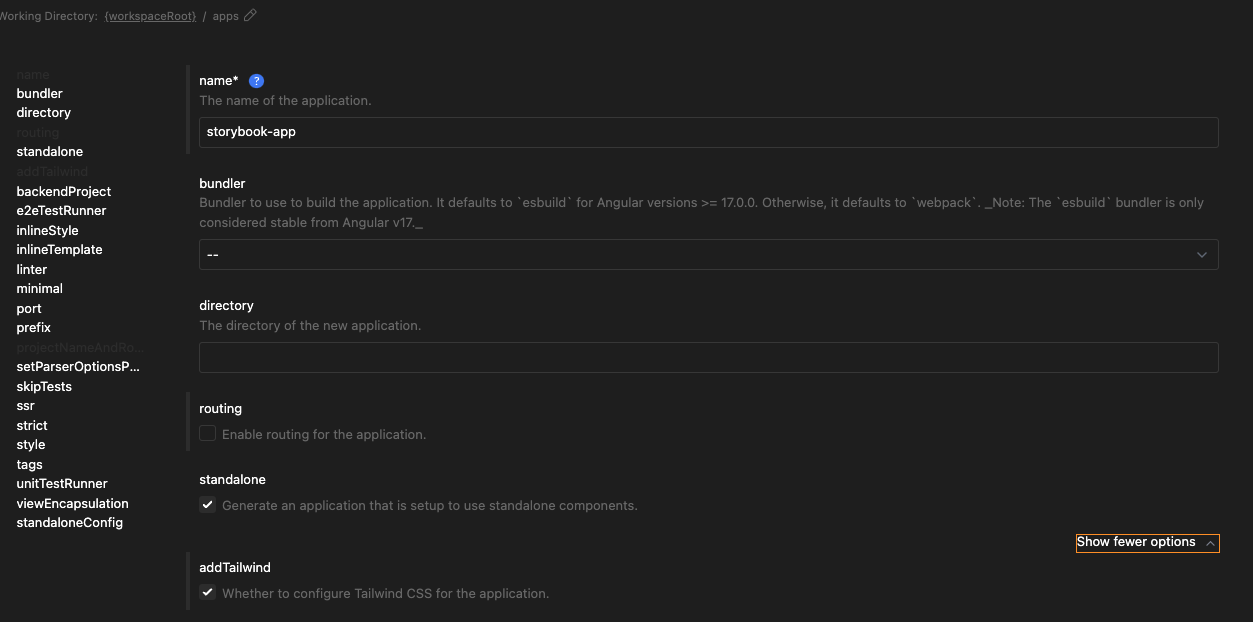 Working Directory: {workspaceRoot} / apps
name
bundler
directory
routing
standalone
addTailwind
backendProject
e2eTestRunner
inlineStyle
inlineTemplate
linter
minimal
port
prefix
projectNameAndRo...
setParserOptionsP...
skipTests
ssr
strict
style
tags
unitTestRunner
viewEncapsulation
standaloneConfig
name* ?
The name of the application.
storybook-app
bundler
Bundler to use to build the application. It defaults to `esbuild` for Angular versions >= 17.0.0. Otherwise, it defaults to `webpack`. _Note: The `esbuild` bundler is only
considered stable from Angular v17._
--
directory
The directory of the new application.
routing
Enable routing for the application.
standalone
Generate an application that is setup to use standalone components.
Show fewer options
addTailwind
Whether to configure Tailwind CSS for the application.